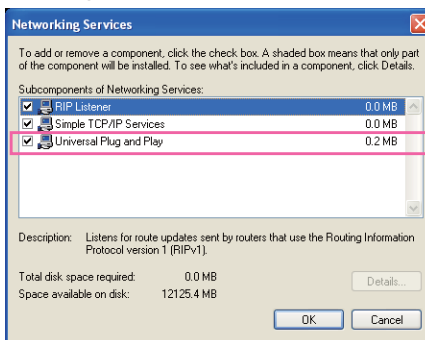 Networking Services
To add or remove a component, click the check box. A shaded box means that only part
of the component will be installed. To see what's included in a component, click Details.
Subcomponents of Networking Services:
RIP Listener 0.0 MB
Simple TCP/IP Services 0.0 MB
Universal Plug and Play 0.2 MB
Description: Listens for route updates sent by routers that use the Routing Information
Protocol version 1 (RIPv1).
Total disk space required: 0.0 MB
Details...
Space available on disk: 12125.4 MB
OK Cancel